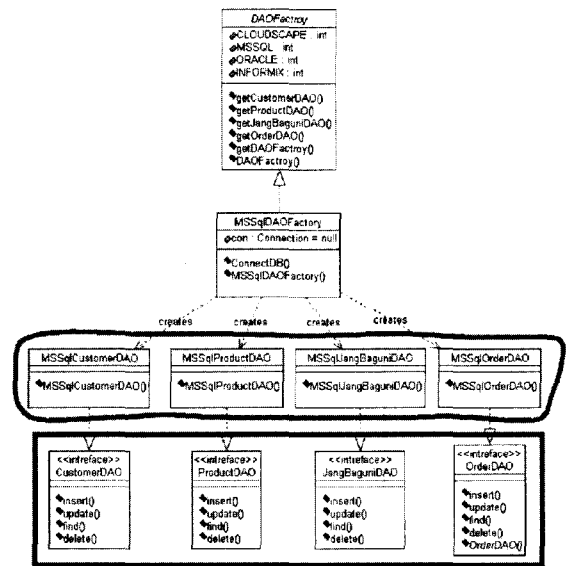 DAOFactroy
CLOUDSCAPE : int
MSSQL : int
ORACLE : int
INFORMIX : int
getCustomerDAO()
getProductDAO()
getJangBaguniDAO()
getOrderDAO()
getDAOFactroy()
DAOFactroy()
MSSqlDAOFactory
con : Connection = null
ConnectDB()
MSSqlDAOFactory()
creates creates creates creates
MSSqlCustomerDAO MSSqlProductDAO MSSqlJangBaguniDAO MSSqlOrderDAO
MSSqlCustomerDAO() MSSqlProductDAO() MSSqlJangBaguniDAO() MSSqlOrderDAO()
<<intreface>> <<intreface>> <<intreface>> <<intreface>>
CustomerDAO ProductDAO JangBaguniDAO OrderDAO
insert() insert() insert() insert()
update() update() update() update()
find() find() find() find()
delete() delete() delete() delete()
OrderDAO()